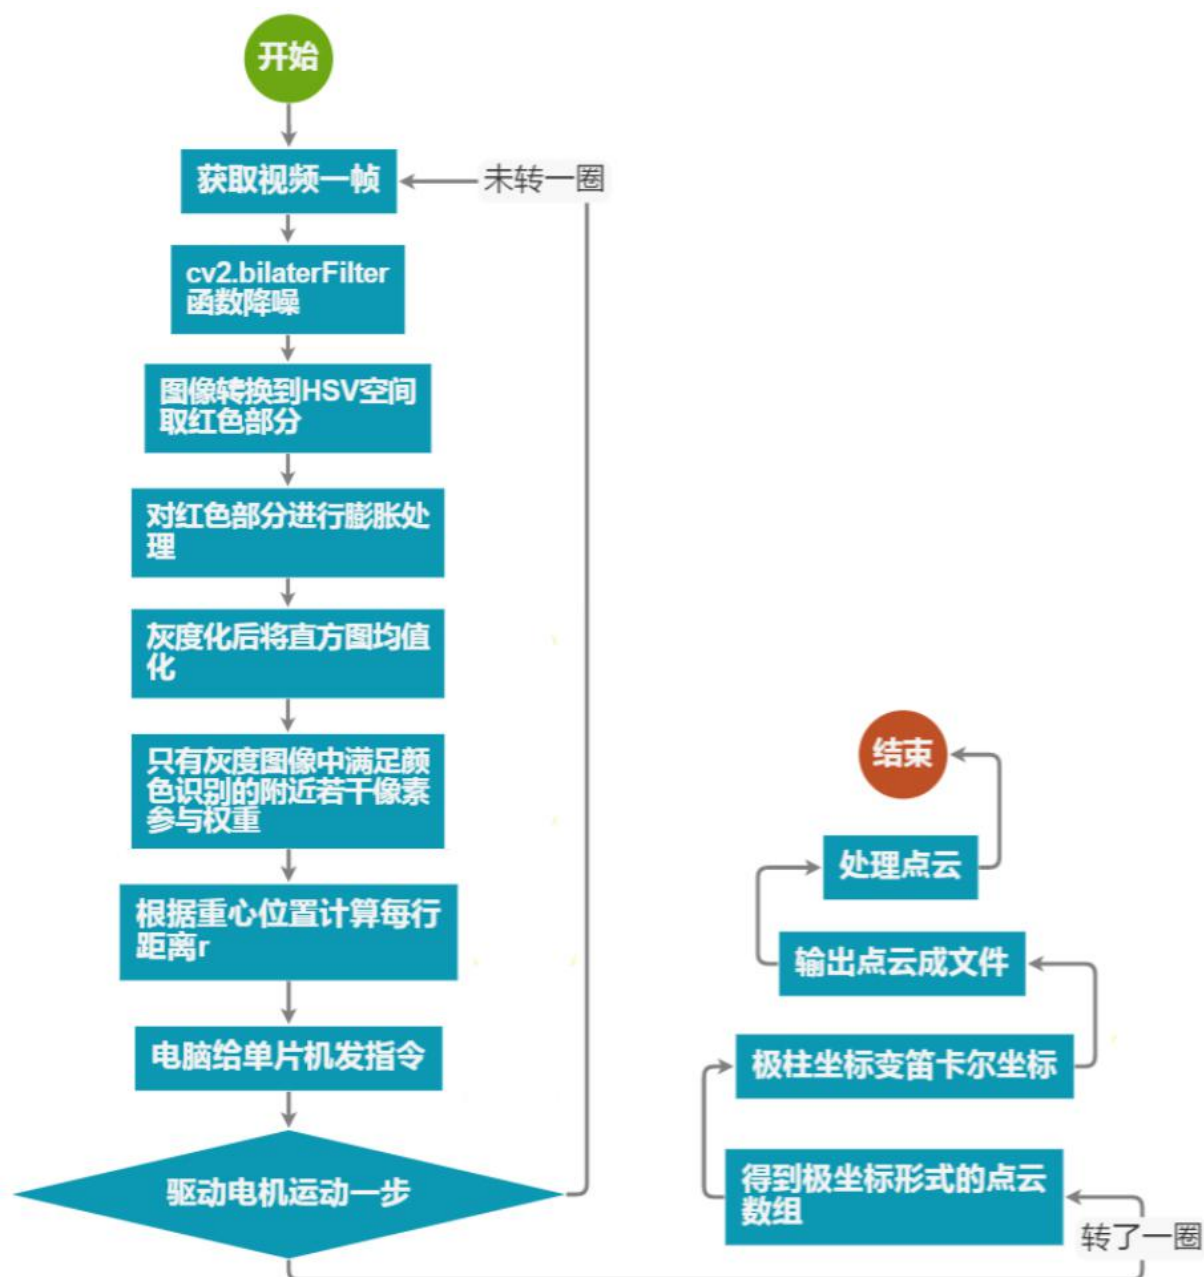 开始
获取视频一帧
未转一圈
cv2.bilaterFilter
函数降噪
图像转换到HSV空间
取红色部分
对红色部分进行膨胀处
理
灰度化后将直方图均值
化
只有灰度图像中满足颜
色识别的附近若干像素
参与权重
根据重心位置计算每行
距离r
电脑给单片机发指令
驱动电机运动一步
转了一圈
得到极坐标形式的点云
数组
极柱坐标变笛卡尔坐标
输出点云成文件
处理点云
结束